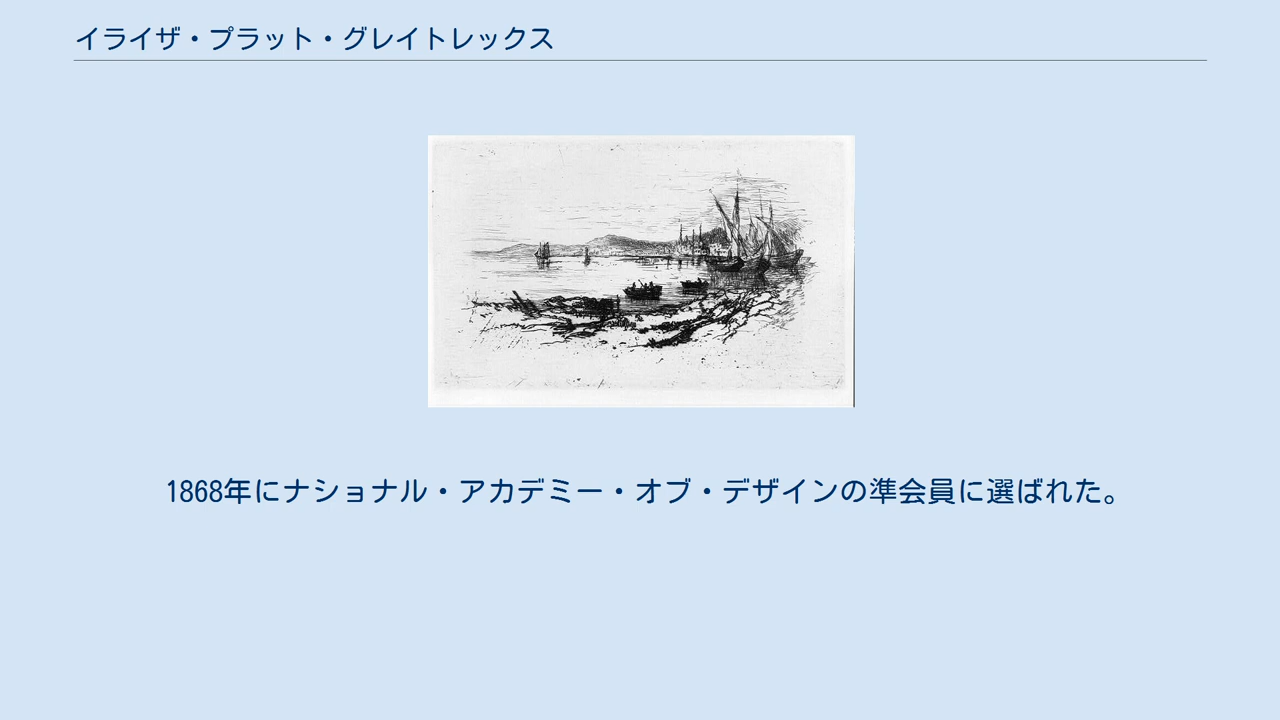 イライザ・プラット・グレイトレックス
1868年にナショナル・アカデミー・オブ・デザインの準会員に選ばれた。